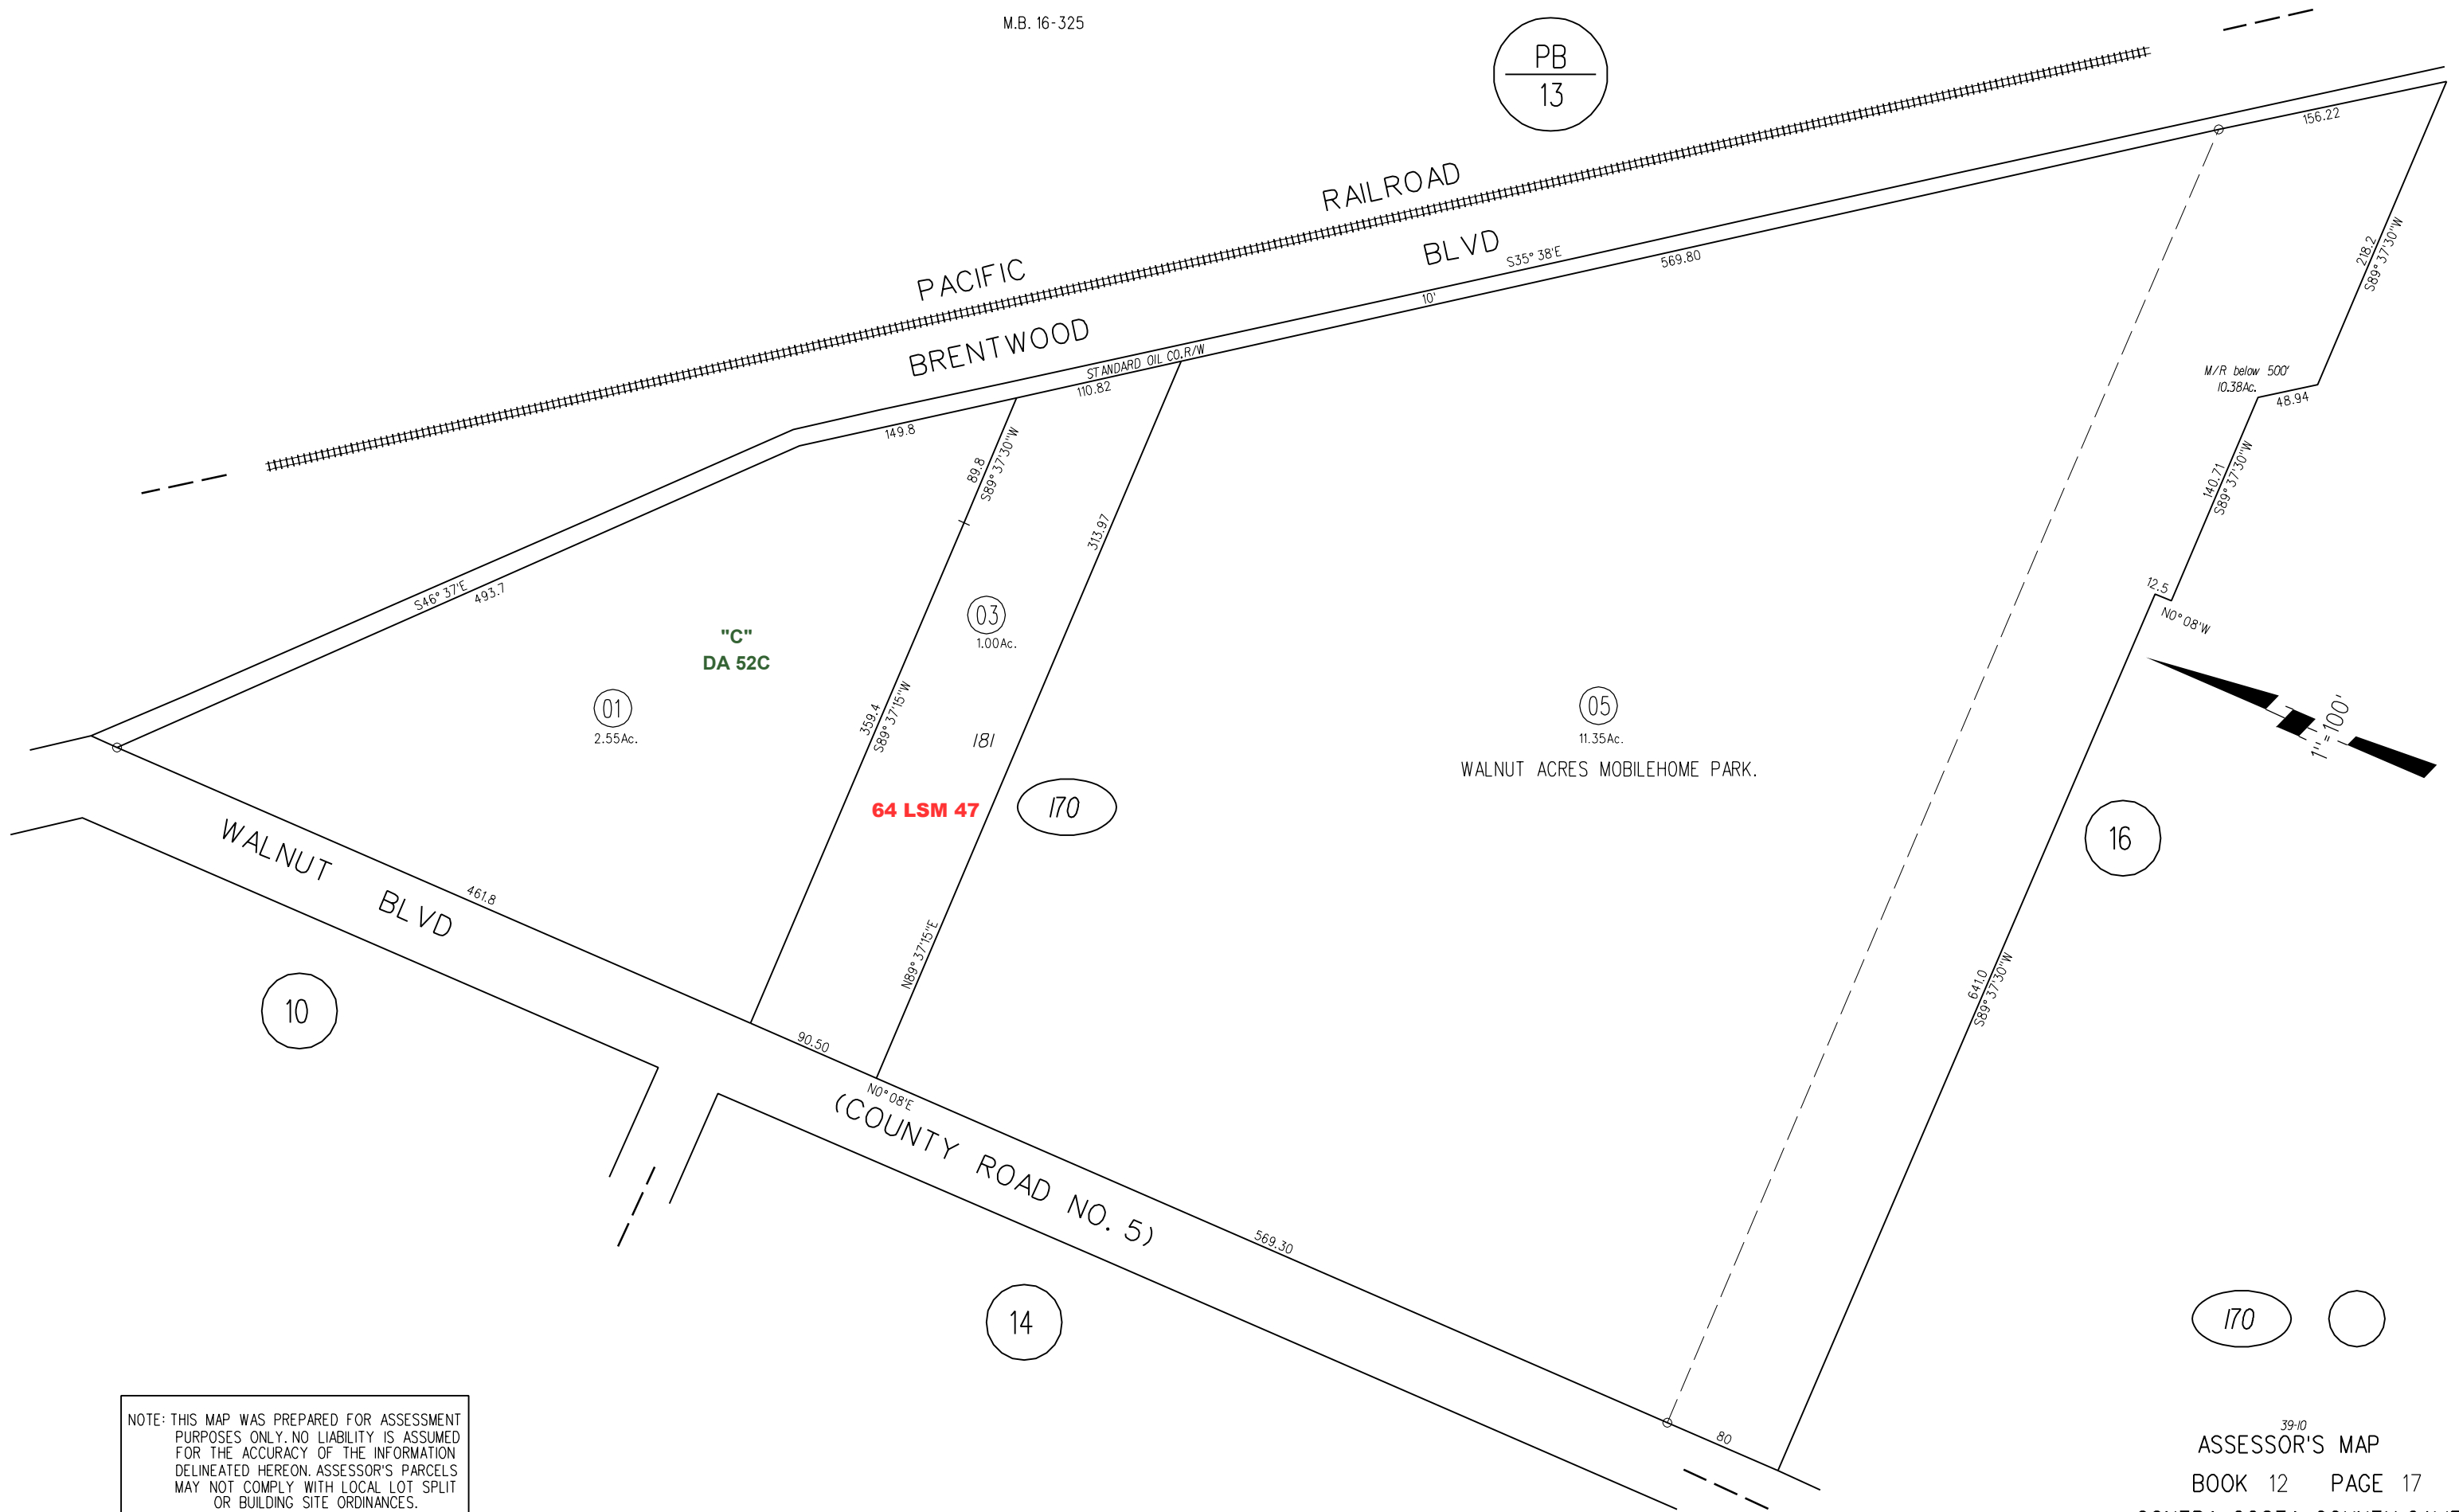 M.B. 16-325
PB
13
156.22
RAILROAD
BLVD
S35° 38'E
569.80
10'
218.2
S89° 37'30"W
PACIFIC
BRENTWOOD
STANDARD OIL CO.R/W
110.82
149.8
89.8
S89° 37'30"W
313.97
M/R below 500'
10.38Ac.
48.94
140.71
S89° 37'30"W
S46° 37'E
493.7
"C"
DA 52C
03
1.00Ac.
12.5
N0° 08'W
01
2.55Ac.
359.4
S89° 37'15"W
181
05
11.35Ac.
WALNUT ACRES MOBILEHOME PARK.
1"=100'
64 LSM 47
170
16
WALNUT BLVD
461.8
N89° 37'15"E
641.0
S89° 37'30"W
10
90.50
N0° 08'E
(COUNTY ROAD NO. 5)
569.30
14
170
80
NOTE: THIS MAP WAS PREPARED FOR ASSESSMENT
PURPOSES ONLY. NO LIABILITY IS ASSUMED
FOR THE ACCURACY OF THE INFORMATION
DELINEATED HEREON. ASSESSOR'S PARCELS
MAY NOT COMPLY WITH LOCAL LOT SPLIT
OR BUILDING SITE ORDINANCES.
39-10
ASSESSOR'S MAP
BOOK 12 PAGE 17